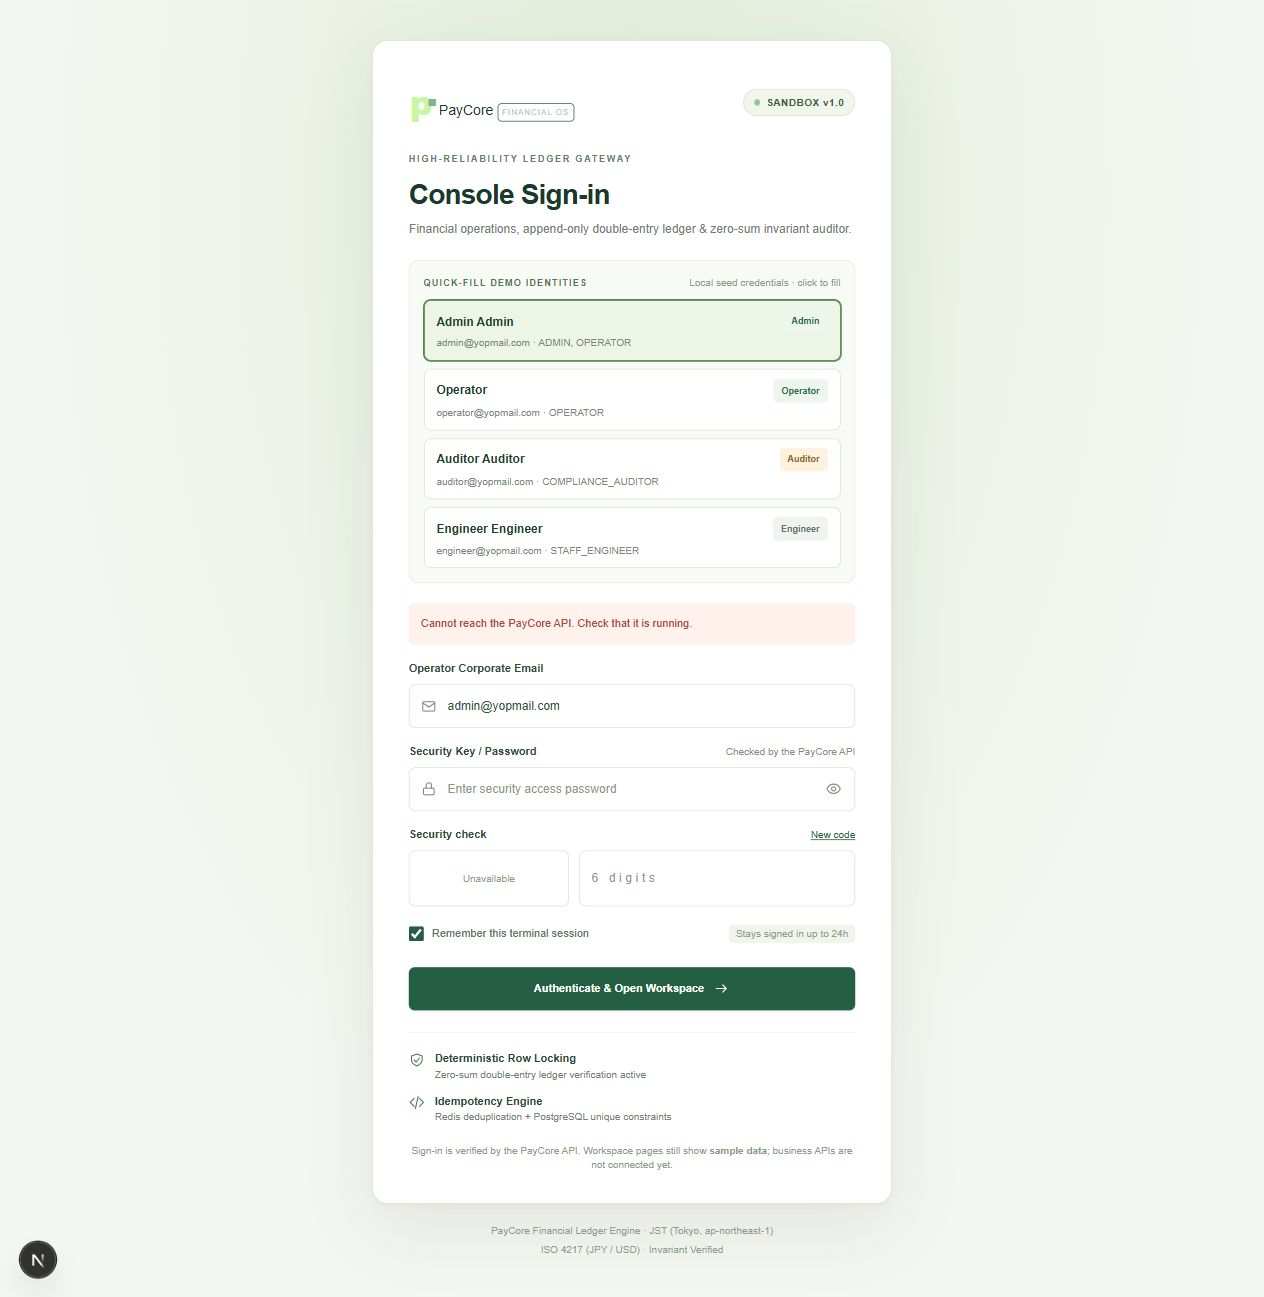 PayCore FINANCIAL OS
SANDBOX v1.0
HIGH-RELIABILITY LEDGER GATEWAY
Console Sign-in
Financial operations, append-only double-entry ledger & zero-sum invariant auditor.
QUICK-FILL DEMO IDENTITIES
Local seed credentials · click to fill
Admin Admin
Admin
admin@yopmail.com · ADMIN, OPERATOR
Operator
Operator
operator@yopmail.com · OPERATOR
Auditor Auditor
Auditor
auditor@yopmail.com · COMPLIANCE_AUDITOR
Engineer Engineer
Engineer
engineer@yopmail.com · STAFF_ENGINEER
Cannot reach the PayCore API. Check that it is running.
Operator Corporate Email
admin@yopmail.com
Security Key / Password
Checked by the PayCore API
Enter security access password
Security check
New code
Unavailable
6 digits
Remember this terminal session
Stays signed in up to 24h
Authenticate & Open Workspace →
Deterministic Row Locking
Zero-sum double-entry ledger verification active
Idempotency Engine
Redis deduplication + PostgreSQL unique constraints
Sign-in is verified by the PayCore API. Workspace pages still show sample data; business APIs are
not connected yet.
PayCore Financial Ledger Engine · JST (Tokyo, ap-northeast-1)
ISO 4217 (JPY / USD) · Invariant Verified
N